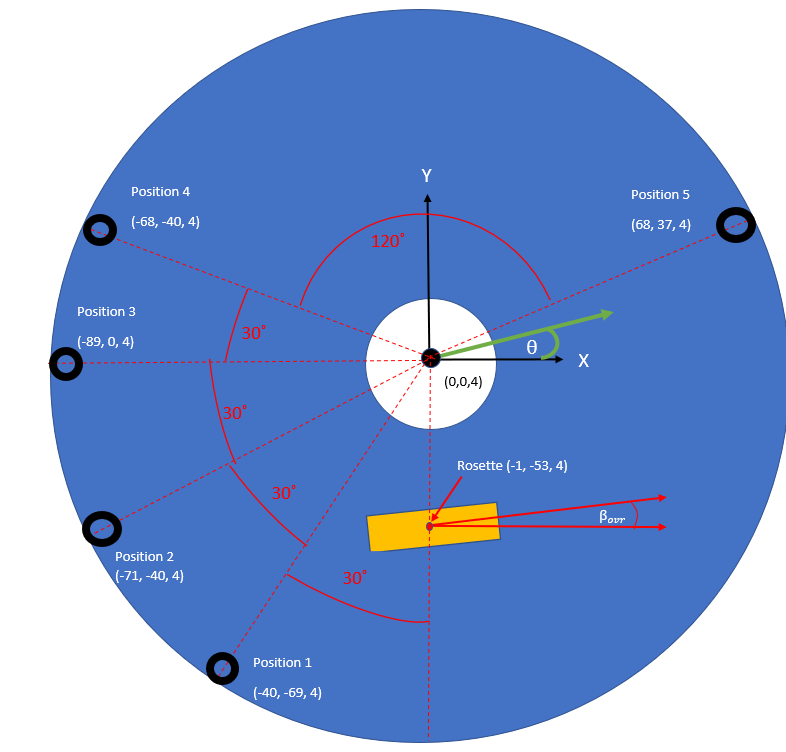 Y
Position 4
(-68, -40, 4)
120°
Position 5
(68, 37, 4)
Position 3
(-89, 0, 4)
30°
θ
X
(0,0,4)
30°
30°
Rosette (-1, -53, 4)
βovr
Position 2
(-71, -40, 4)
30°
Position 1
(-40, -69, 4)